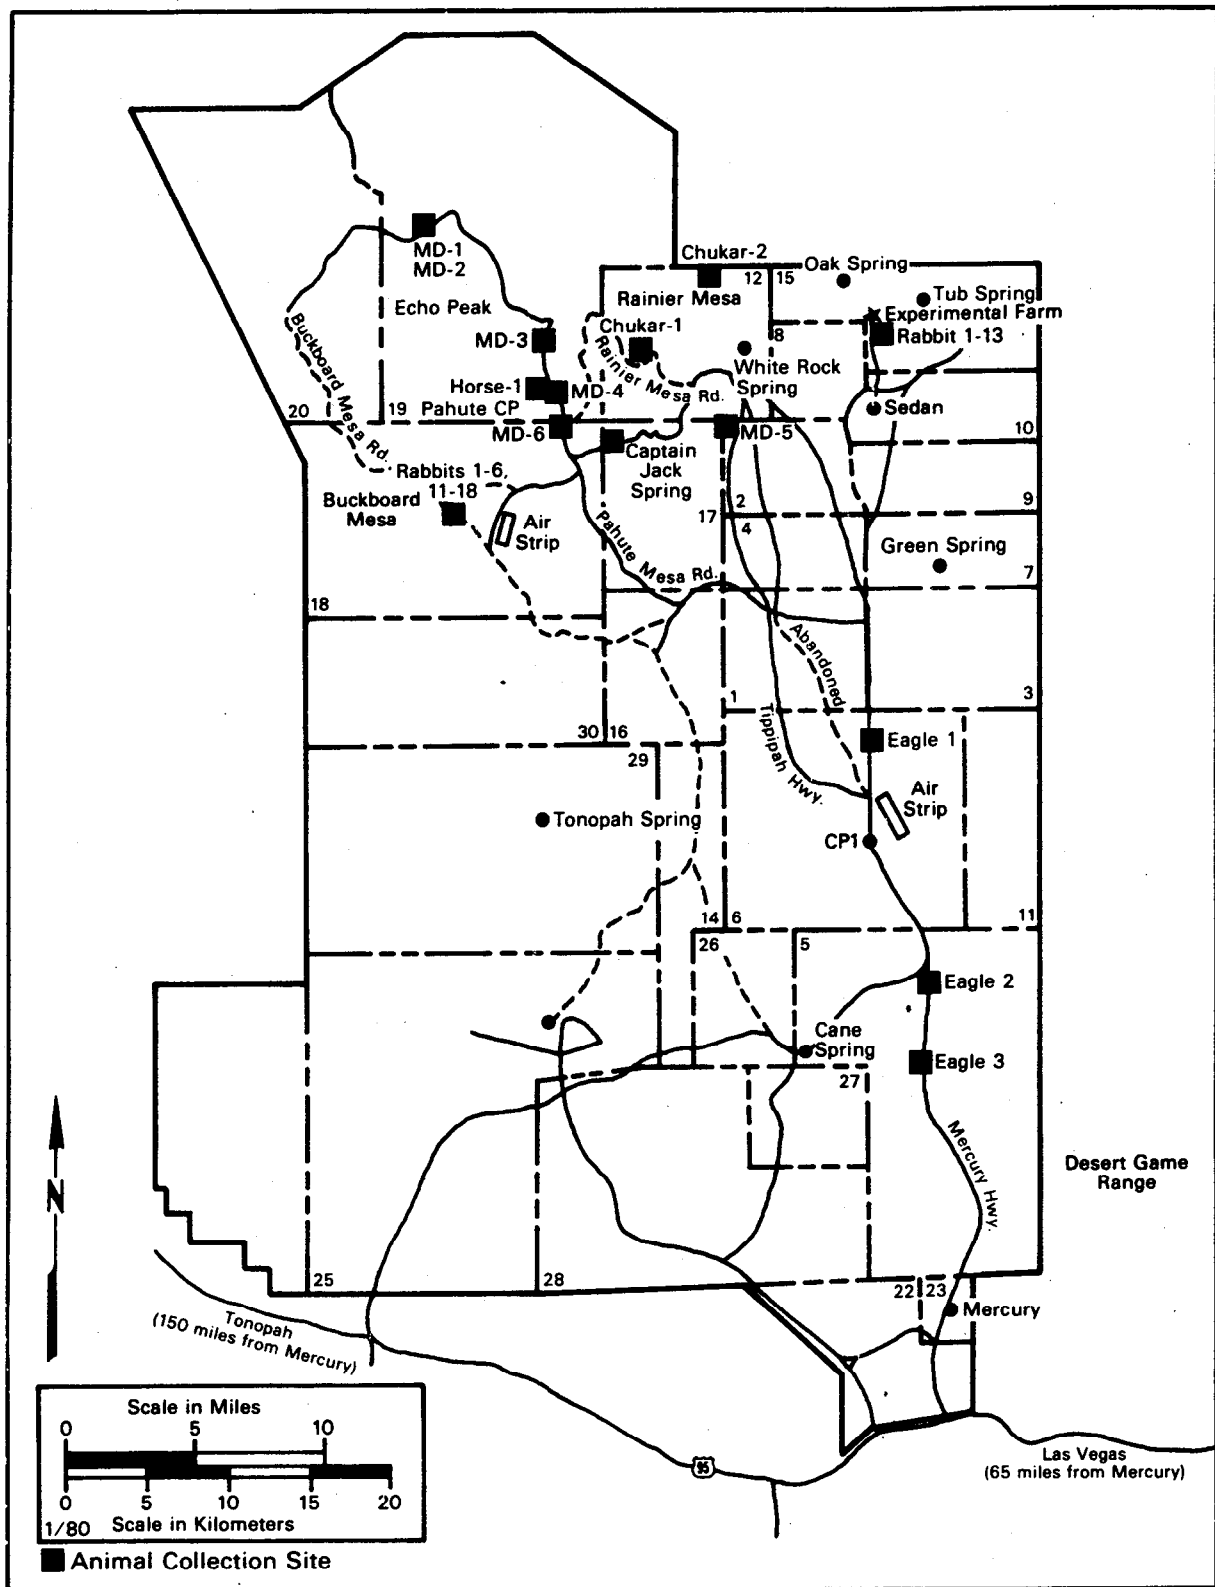 Chukar-2
12
15
Oak Spring
MD-1
MD-2
Rainier Mesa
Tub Spring
Experimental Farm
Echo Peak
Chukar-1
8
Rabbit 1-13
MD-3
Buckboard Mesa Rd.
Rainier Mesa Rd.
White Rock
Spring
Horse-1
MD-4
20
19
Pahute CP
Sedan
MD-6
MD-5
10
Captain
Jack
Spring
Rabbits 1-6,
11-18
Buckboard
Mesa
2
9
17
4
Air
Strip
Pahute Mesa Rd.
Green Spring
7
18
Abandoned
1
3
Tippipah Hwy.
30
16
29
Eagle 1
Air
Strip
Tonopah Spring
CP1
14
6
11
26
5
Eagle 2
Cane
Spring
Eagle 3
27
Mercury Hwy.
Desert Game
Range
N
25
28
22
23
Mercury
Tonopah
(150 miles from Mercury)
Scale in Miles
0
5
10
95
Las Vegas
(65 miles from Mercury)
0
5
10
15
20
1/80
Scale in Kilometers
Animal Collection Site